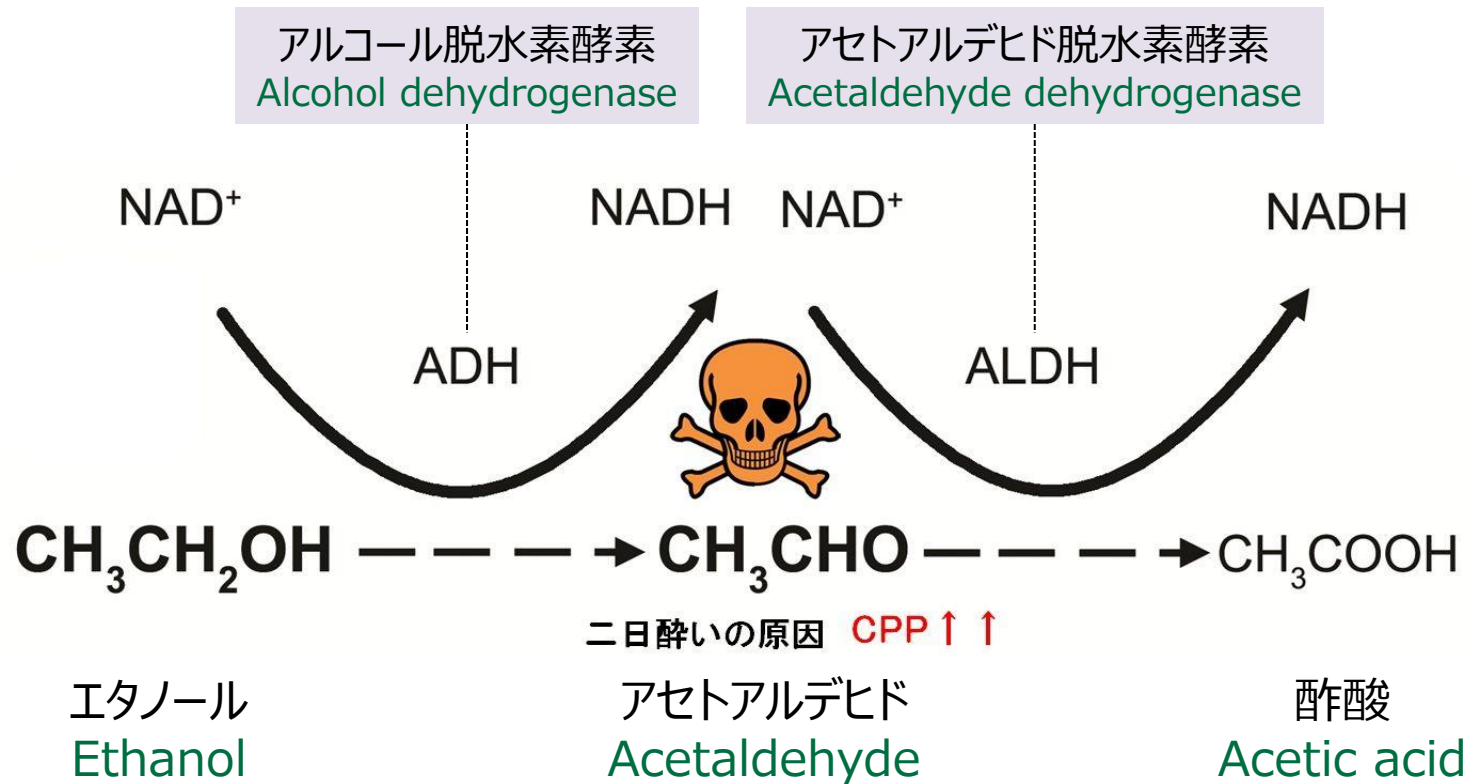 アルコール脱水素酵素
Alcohol dehydrogenase
アセトアルデヒド脱水素酵素
Acetaldehyde dehydrogenase
NAD⁺
NADH
NAD⁺
NADH
ADH
ALDH
CH₃CH₂OH
CH₃CHO
CH₃COOH
二日酔いの原因 CPP↑↑
エタノール
Ethanol
アセトアルデヒド
Acetaldehyde
酢酸
Acetic acid